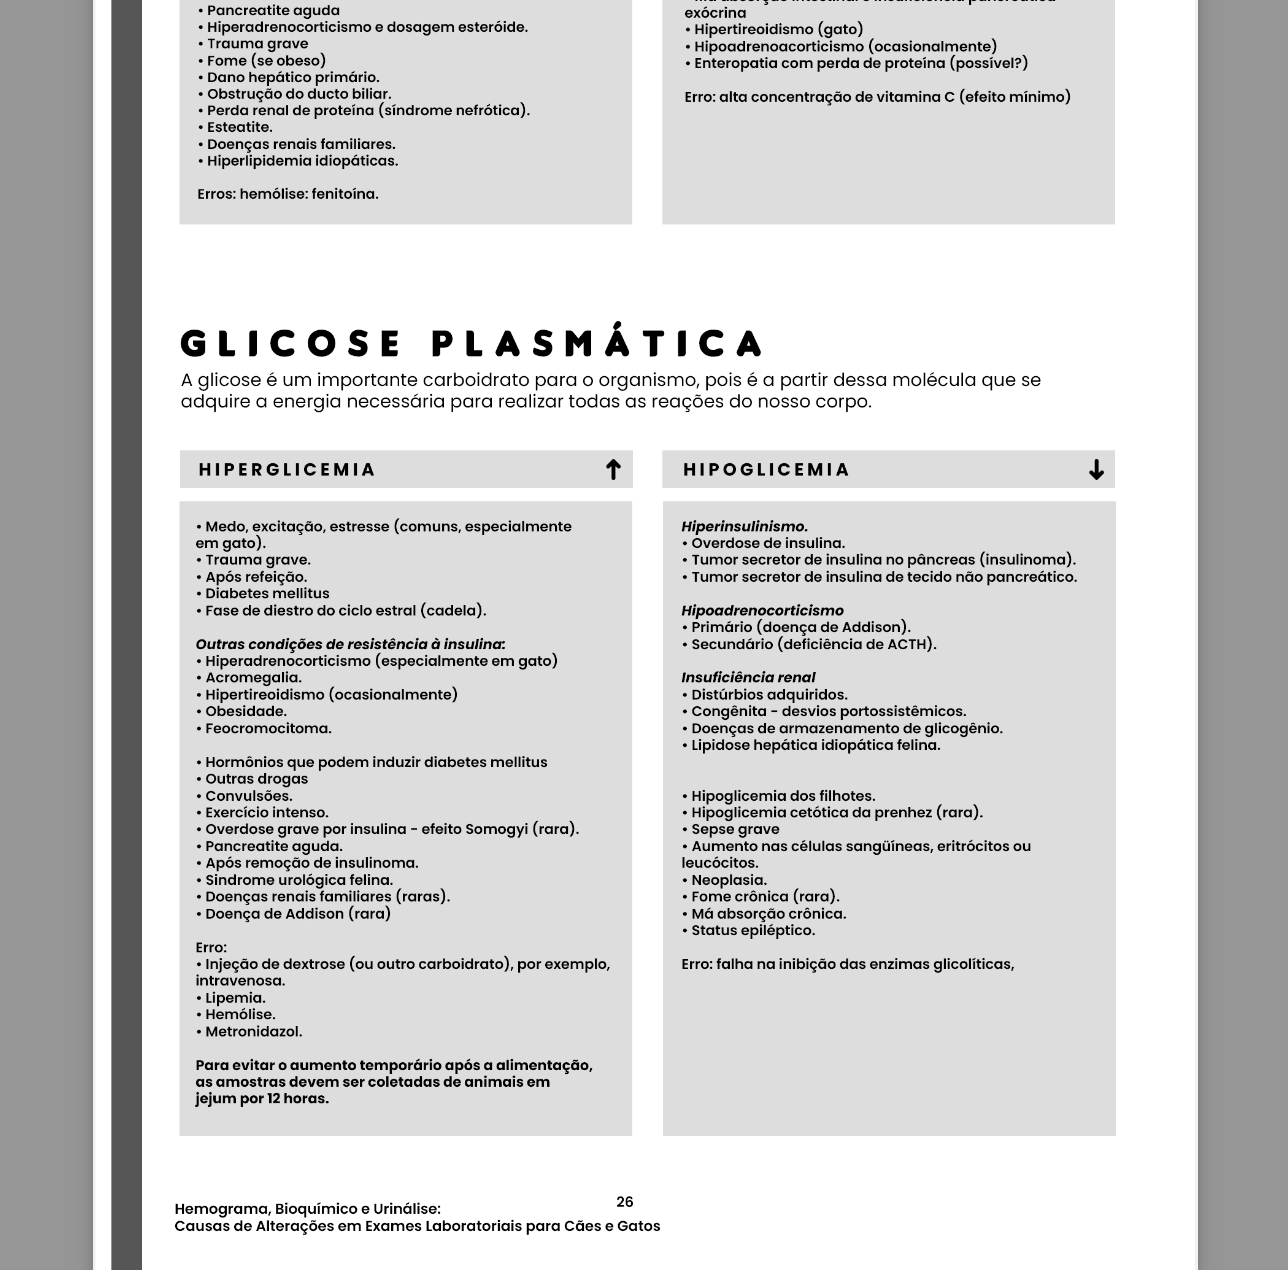 • Pancreatite aguda
• Hiperadrenocorticismo e dosagem esteróide.
• Trauma grave
• Fome (se obeso)
• Dano hepático primário.
• Obstrução do ducto biliar.
• Perda renal de proteína (síndrome nefrótica).
• Esteatite.
• Doenças renais familiares.
• Hiperlipidemia idiopáticas.
Erros: hemólise: fenitoína.
exócrina
• Hipertireoidismo (gato)
• Hipoadrenoacorticismo (ocasionalmente)
• Enteropatia com perda de proteína (possível?)
Erro: alta concentração de vitamina C (efeito mínimo)
GLICOSE PLASMÁTICA
A glicose é um importante carboidrato para o organismo, pois é a partir dessa molécula que se
adquire a energia necessária para realizar todas as reações do nosso corpo.
HIPERGLICEMIA
• Medo, excitação, estresse (comuns, especialmente
em gato).
• Trauma grave.
• Após refeição.
• Diabetes mellitus
• Fase de diestro do ciclo estral (cadela).
Outras condições de resistência à insulina:
• Hiperadrenocorticismo (especialmente em gato)
• Acromegalia.
• Hipertireoidismo (ocasionalmente)
• Obesidade.
• Feocromocitoma.
• Hormônios que podem induzir diabetes mellitus
• Outras drogas
• Convulsões.
• Exercício intenso.
• Overdose grave por insulina - efeito Somogyi (rara).
• Pancreatite aguda.
• Após remoção de insulinoma.
• Sindrome urológica felina.
• Doenças renais familiares (raras).
• Doença de Addison (rara)
Erro:
• Injeção de dextrose (ou outro carboidrato), por exemplo,
intravenosa.
• Lipemia.
• Hemólise.
• Metronidazol.
Para evitar o aumento temporário após a alimentação,
as amostras devem ser coletadas de animais em
jejum por 12 horas.
HIPOGLICEMIA
Hiperinsulinismo.
• Overdose de insulina.
• Tumor secretor de insulina no pâncreas (insulinoma).
• Tumor secretor de insulina de tecido não pancreático.
Hipoadrenocorticismo
• Primário (doença de Addison).
• Secundário (deficiência de ACTH).
Insuficiência renal
• Distúrbios adquiridos.
• Congênita - desvios portossistêmicos.
• Doenças de armazenamento de glicogênio.
• Lipidose hepática idiopática felina.
• Hipoglicemia dos filhotes.
• Hipoglicemia cetótica da prenhez (rara).
• Sepse grave
• Aumento nas células sangüíneas, eritrócitos ou
leucócitos.
• Neoplasia.
• Fome crônica (rara).
• Má absorção crônica.
• Status epiléptico.
Erro: falha na inibição das enzimas glicolíticas,
26
Hemograma, Bioquímico e Urinálise:
Causas de Alterações em Exames Laboratoriais para Cães e Gatos